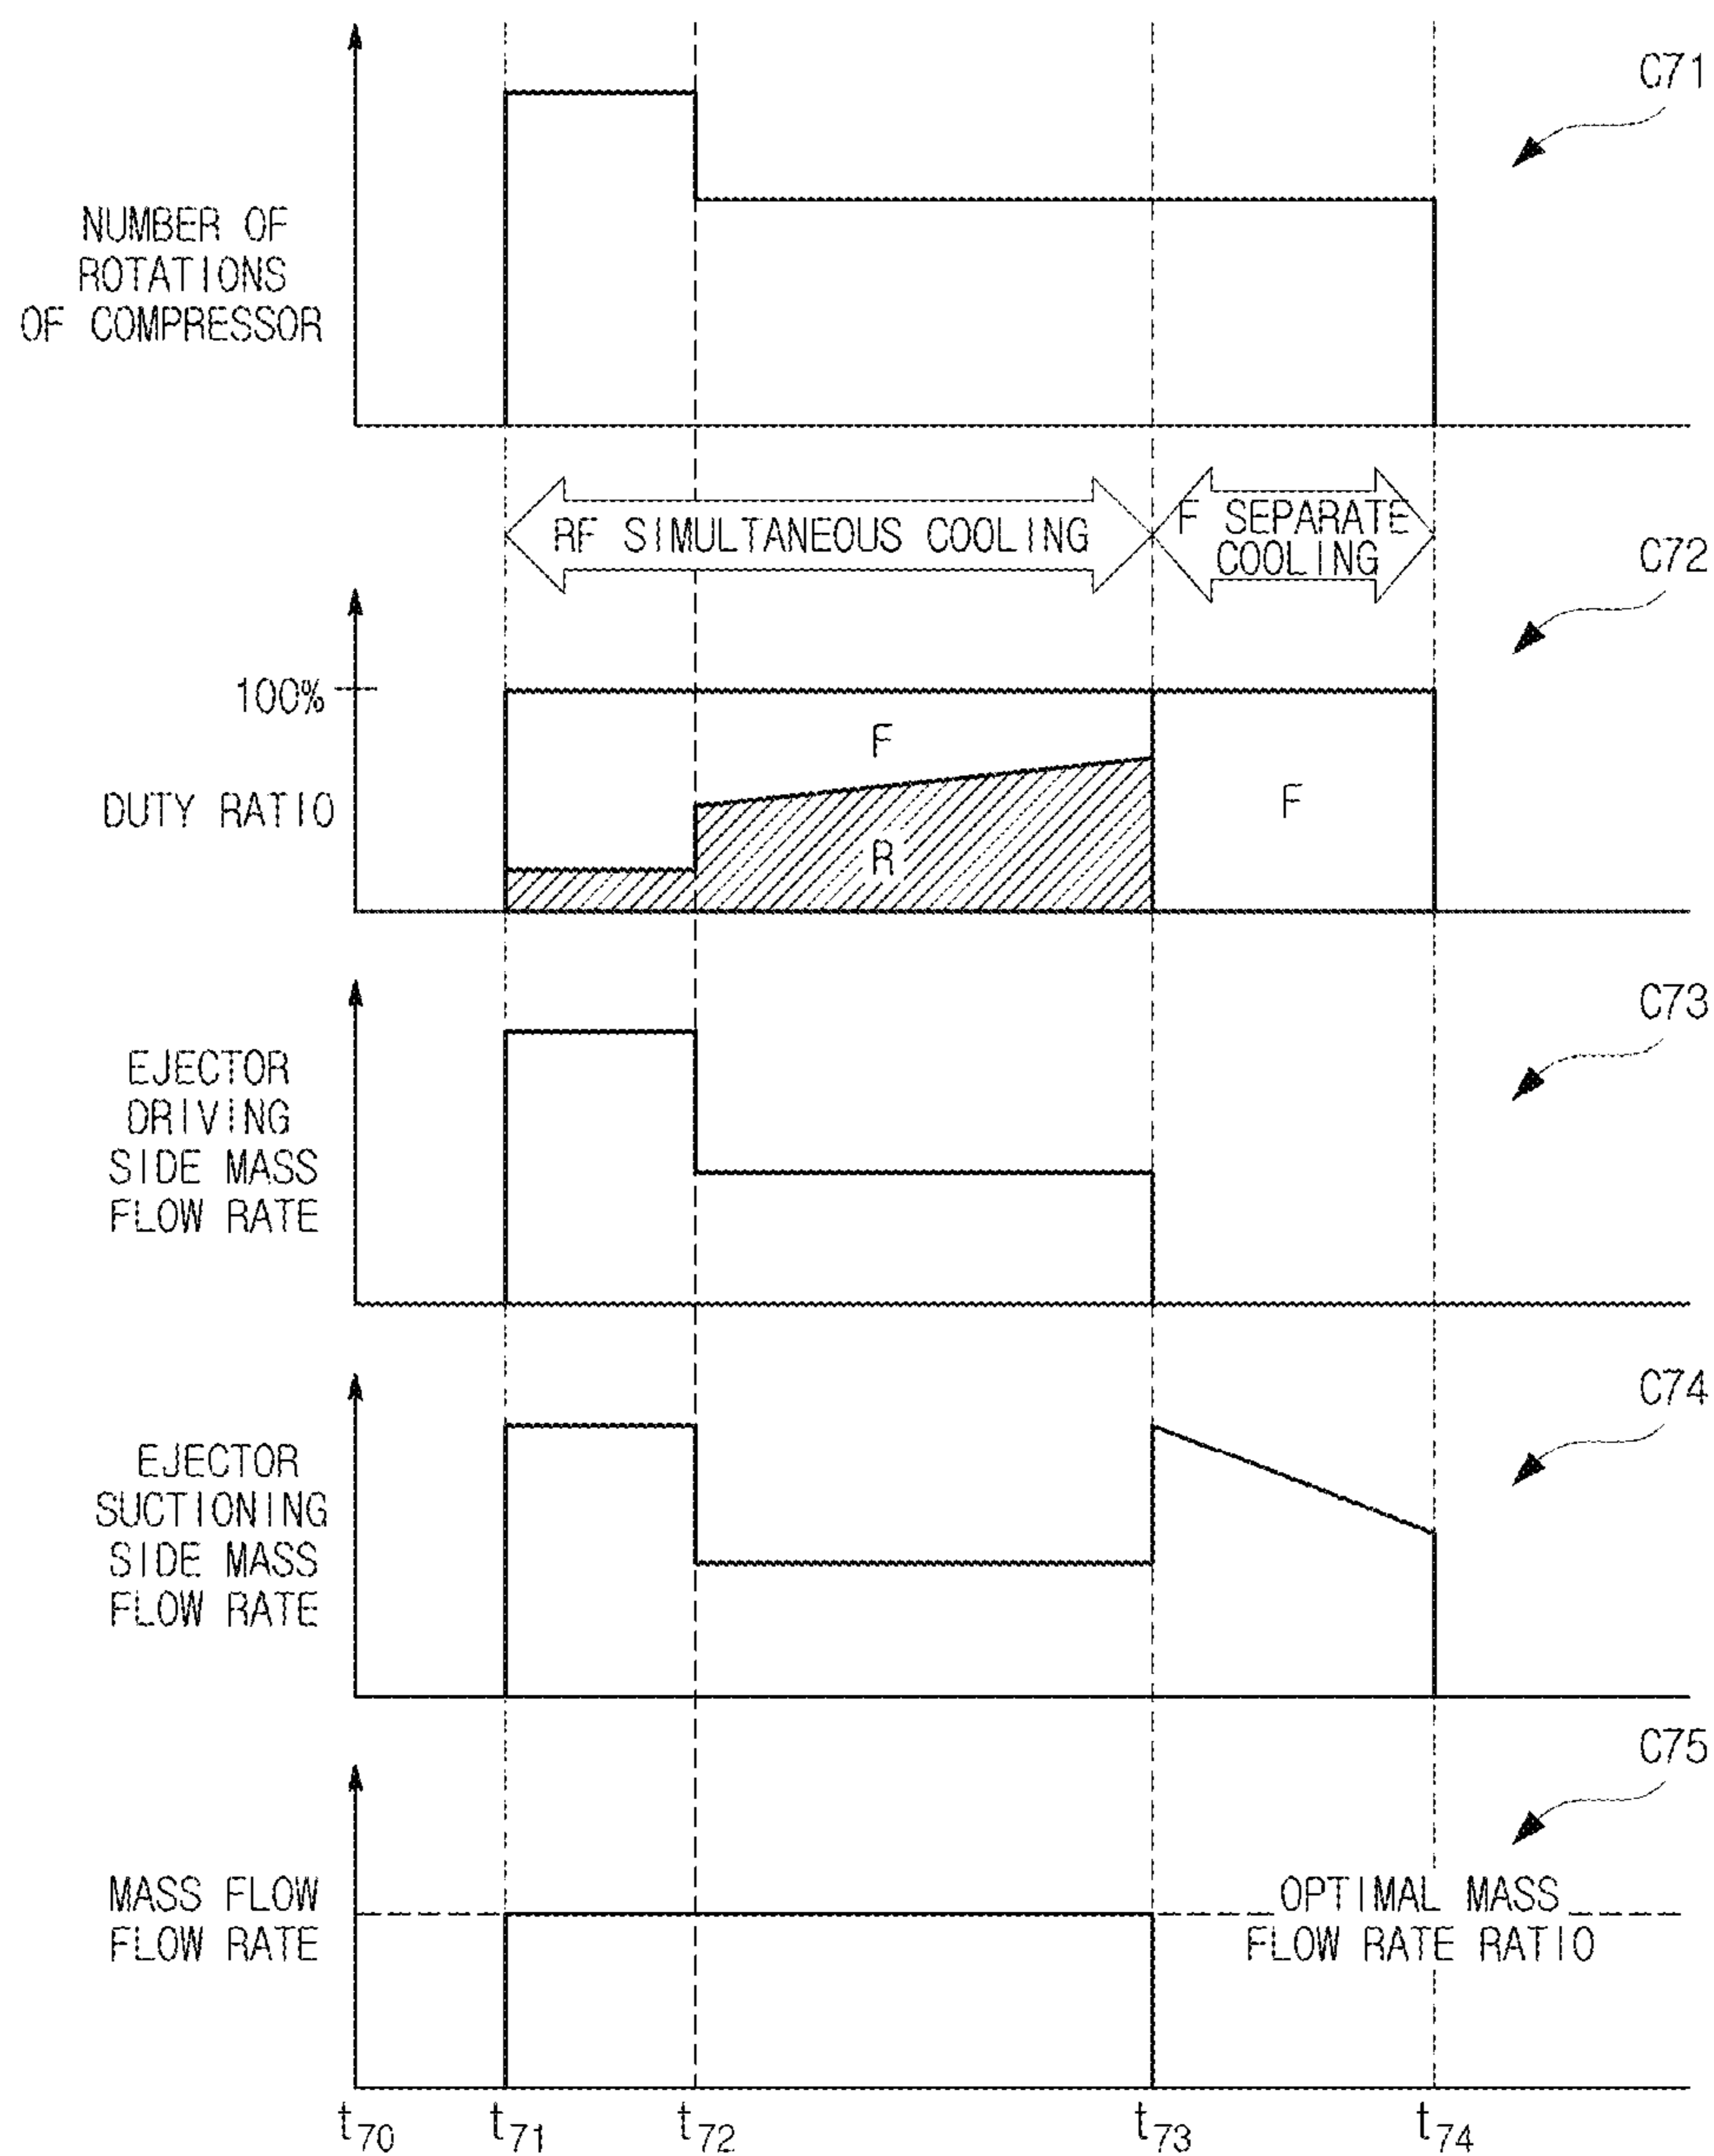 C71
NUMBER OF
ROTATIONS
OF COMPRESSOR
RF SIMULTANEOUS COOLING
F SEPARATE
COOLING
C72
100%
F
DUTY RATIO
F
R
C73
EJECTOR
DRIVING
SIDE MASS
FLOW RATE
C74
EJECTOR
SUCTIONING
SIDE MASS
FLOW RATE
C75
MASS FLOW
FLOW RATE
OPTIMAL MASS
FLOW RATE RATIO
t70 t71 t72 t73 t74